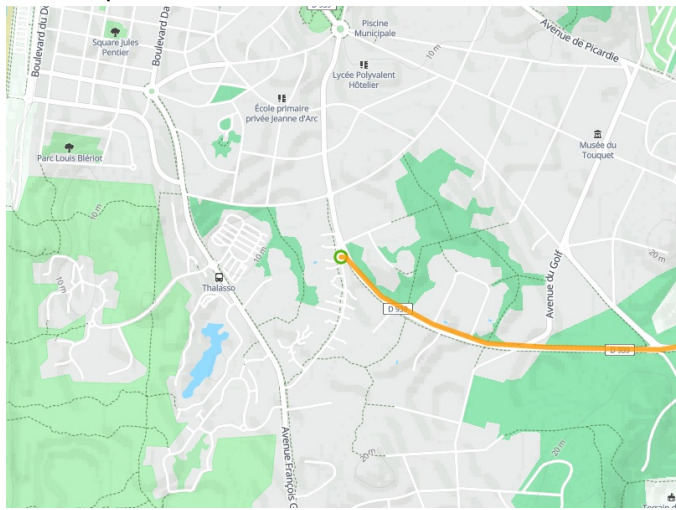 Boulevard du
Boulevard Da
Square Jules
Pentier
Piscine
Municipale
10 m
Avenue de Picardie
Lycée Polyvalent
Hôtelier
École primaire
privée Jeanne d'Arc
Musée du
Touquet
Parc Louis Blériot
10 m
10 m
10 m
20 m
Thalasso
Avenue du Golf
D 939
Avenue François G
20 m
20 m